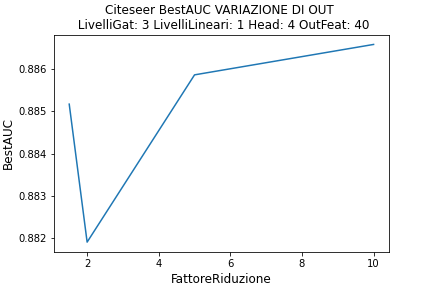 Citeseer BestAUC VARIAZIONE DI OUT
LivelliGat: 3 LivelliLineari: 1 Head: 4 OutFeat: 40
0.886
0.885
0.884
0.883
0.882
BestAUC
2 4 6 8 10
FattoreRiduzione